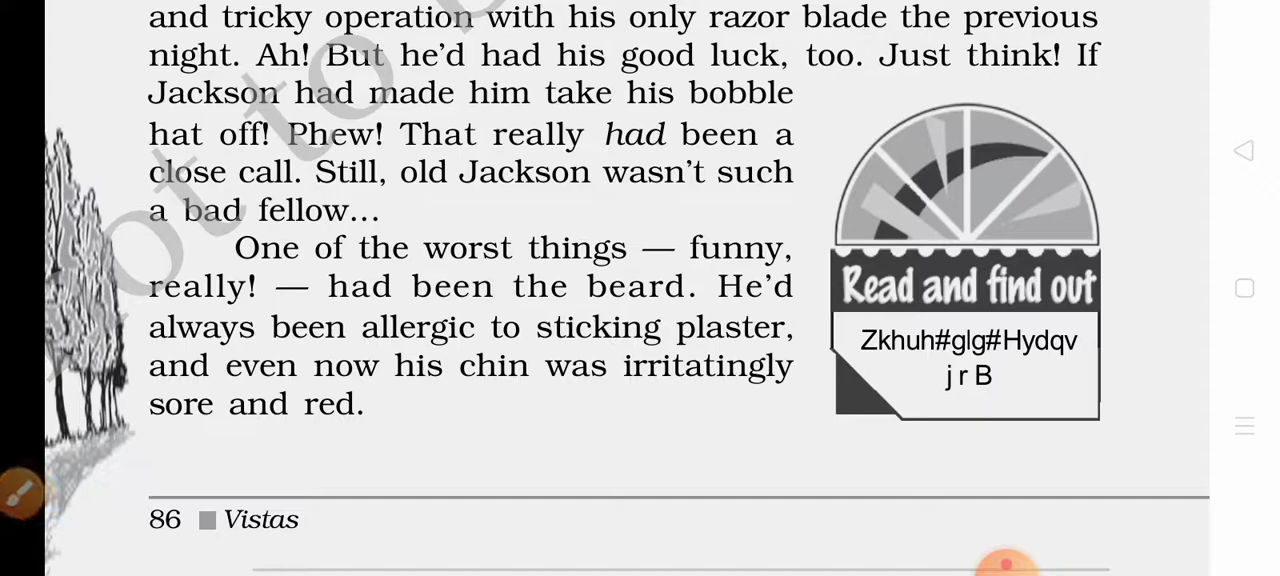 and tricky operation with his only razor blade the previous
night. Ah! But he'd had his good luck, too. Just think! If
Jackson had made him take his bobble
hat off! Phew! That really had been a
close call. Still, old Jackson wasn't such
a bad fellow…
One of the worst things — funny,
really! — had been the beard. He'd
always been allergic to sticking plaster,
and even now his chin was irritatingly
sore and red.
Read and find out
Zkhuh#glg#Hydqv
j r B
86 ■ Vistas
not to b